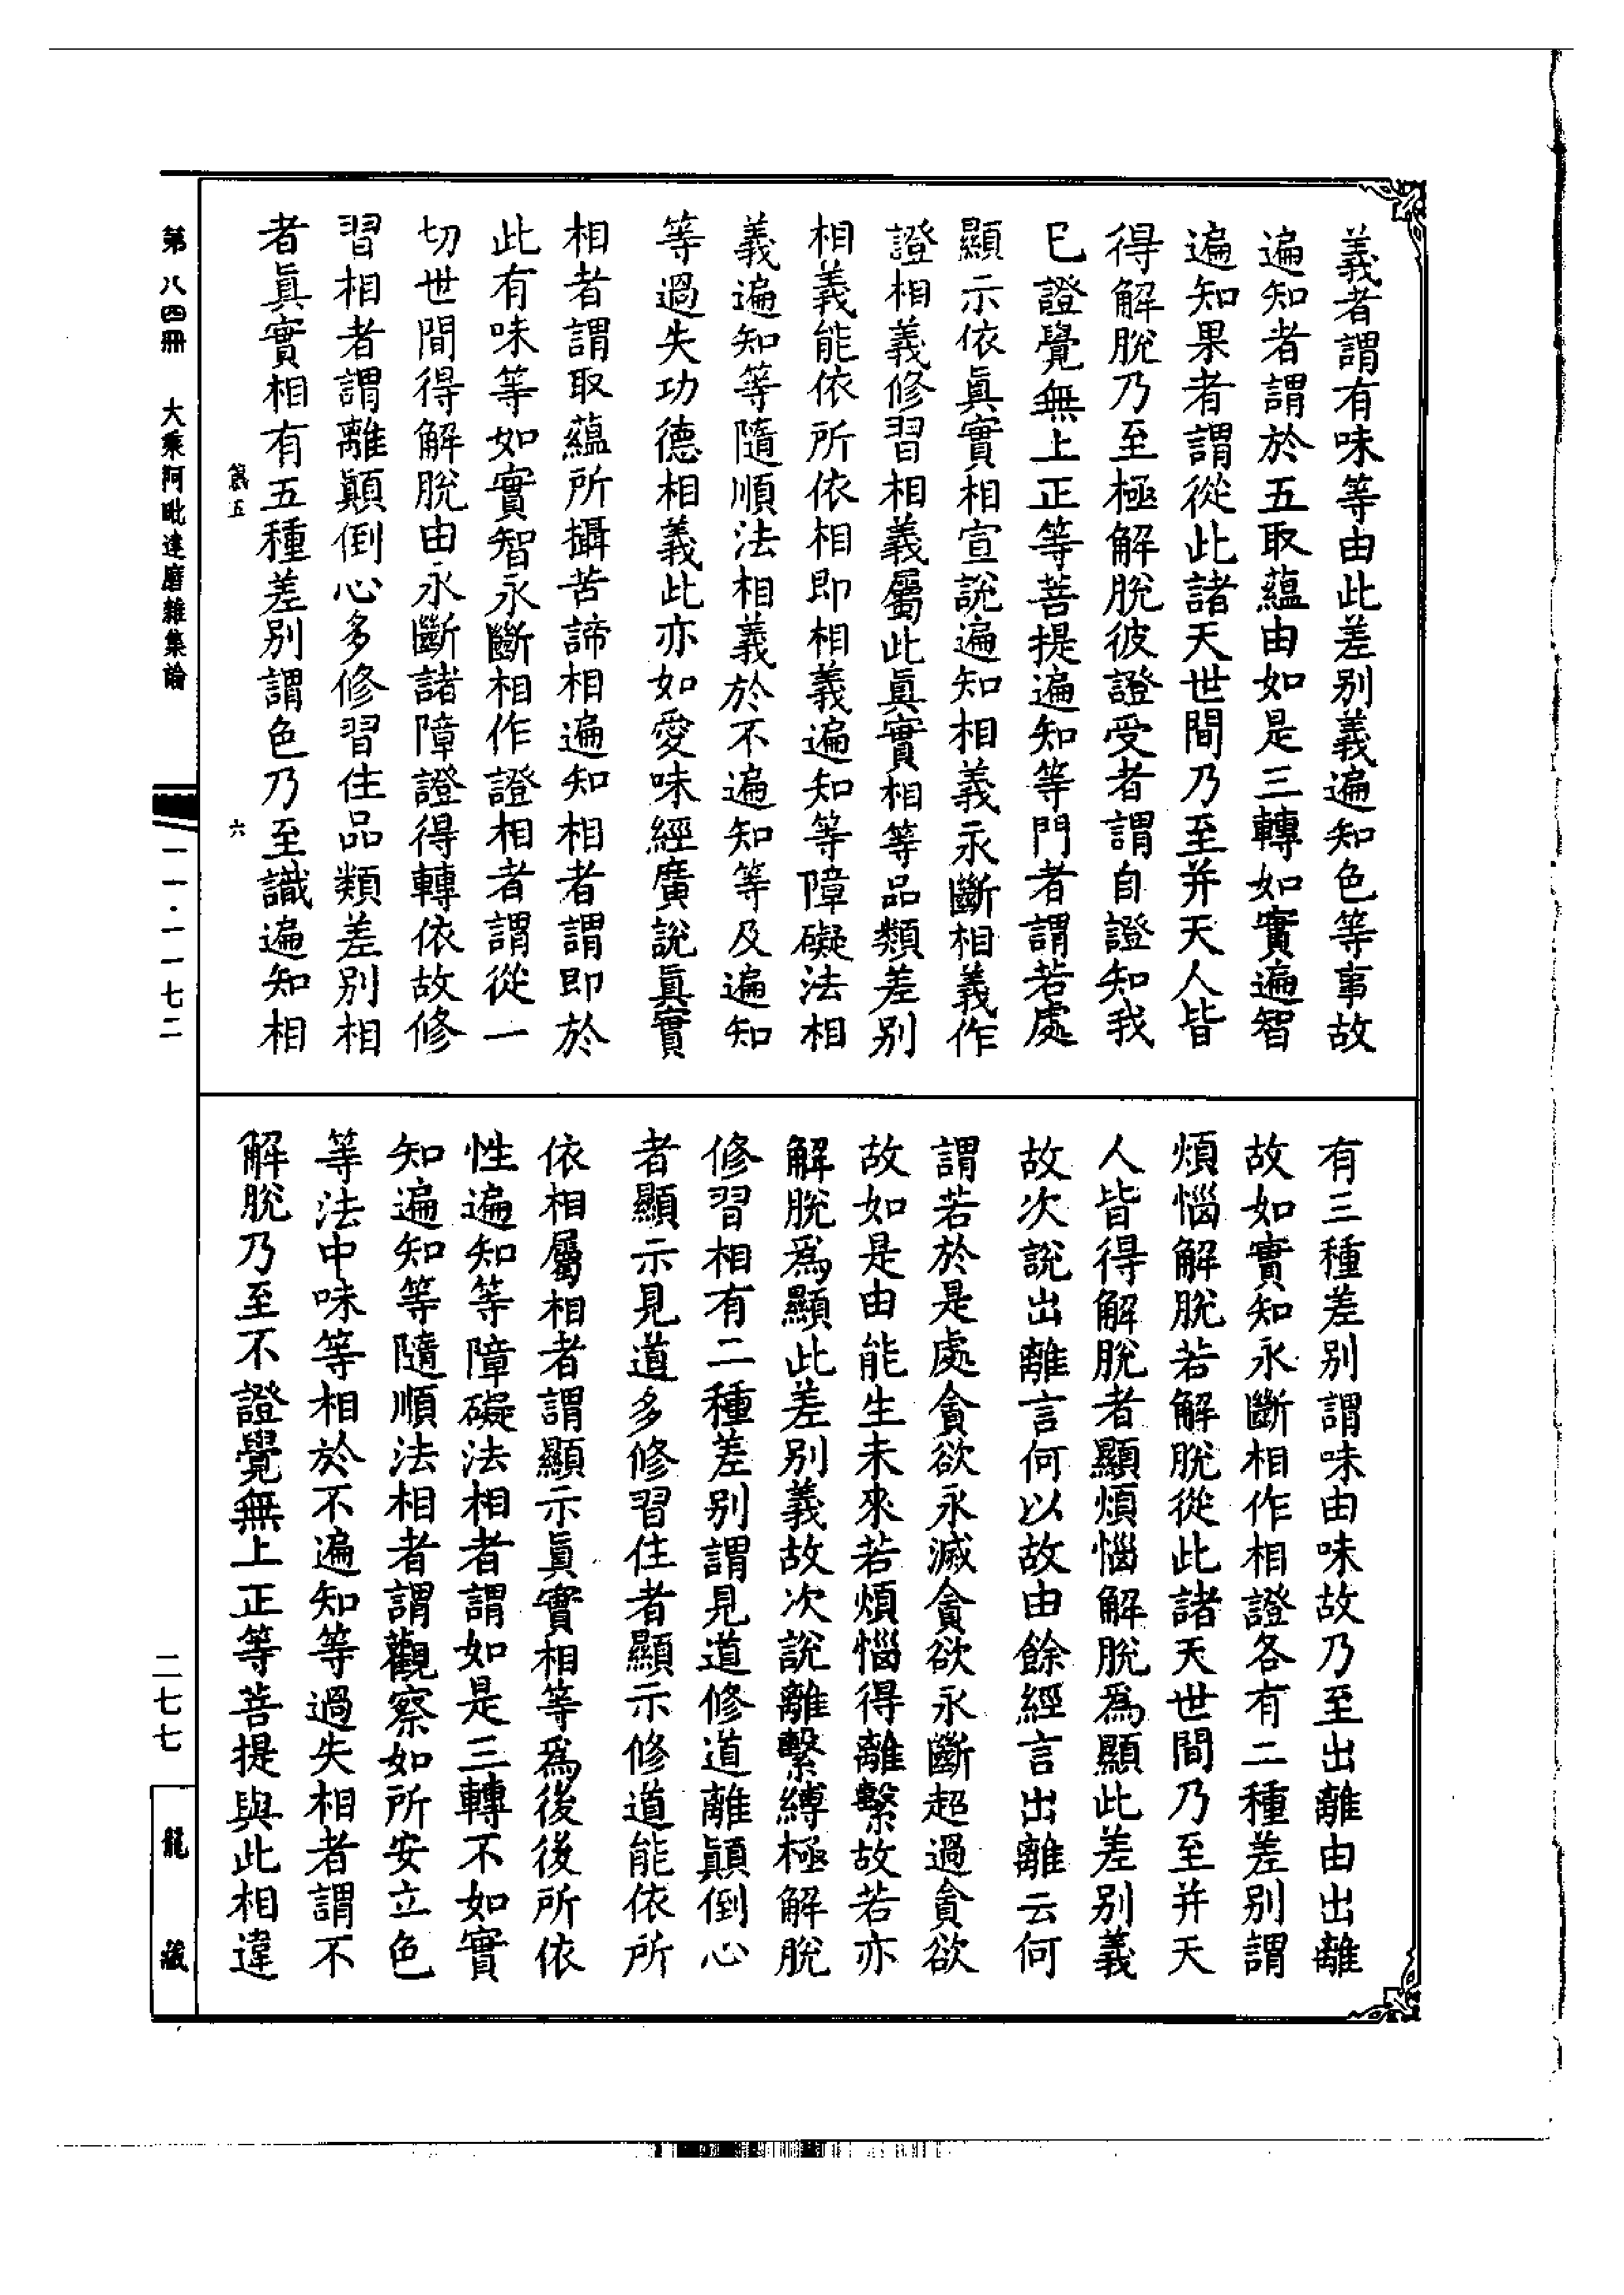 義者謂有味等由此差別義遍知色等事故
遍知者謂於五取蘊由如是三轉如實遍智
遍知果者謂從此諸天世間乃至并天人皆
得解脫乃至極解脫彼證受者謂自證知我
已證覺無上正等菩提遍知等門者謂若處
顯示依眞實相宣說遍知相義永斷相義作
證相義修習相義屬此眞實相等品類差別
相義能依所依相即相義遍知等障礙法相
義遍知等隨順法相義於不遍知等及遍知
等過失功德相義此亦如愛味經廣說眞實
相者謂取蘊所攝苦諦相遍知相者謂即於
此有味等如實智永斷相作證相者謂從一
切世間得解脫由永斷諸障證得轉依故修
習相者謂離顚倒心多修習住品類差別相
者眞實相有五種差別謂色乃至識遍知相
有三種差別謂味由味故乃至出離由出離
故如實知永斷相作相證各有二種差別謂
煩惱解脫若解脫從此諸天世間乃至并天
人皆得解脫者顯煩惱解脫爲顯此差別義
故次說出離言何以故由餘經言出離云何
謂若於是處貪欲永滅貪欲永斷超過貪欲
故如是由能生未來若煩惱得離繫故若亦
解脫爲顯此差別義故次說離繫縛極解脫
修習相有二種差別謂見道修道離顚倒心
者顯示見道多修習住者顯示修道能依所
依相屬相者謂顯示眞實相等爲後後所依
性遍知等障礙法相者謂如是三轉不如實
知遍知等隨順法相者謂觀察如所安立色
等法中味等相於不遍知等過失相者謂不
解脫乃至不證覺無上正等菩提與此相違
五
六
第八四冊 大乘阿毗達磨雜集論
一一·一一七二
二七七
龍藏